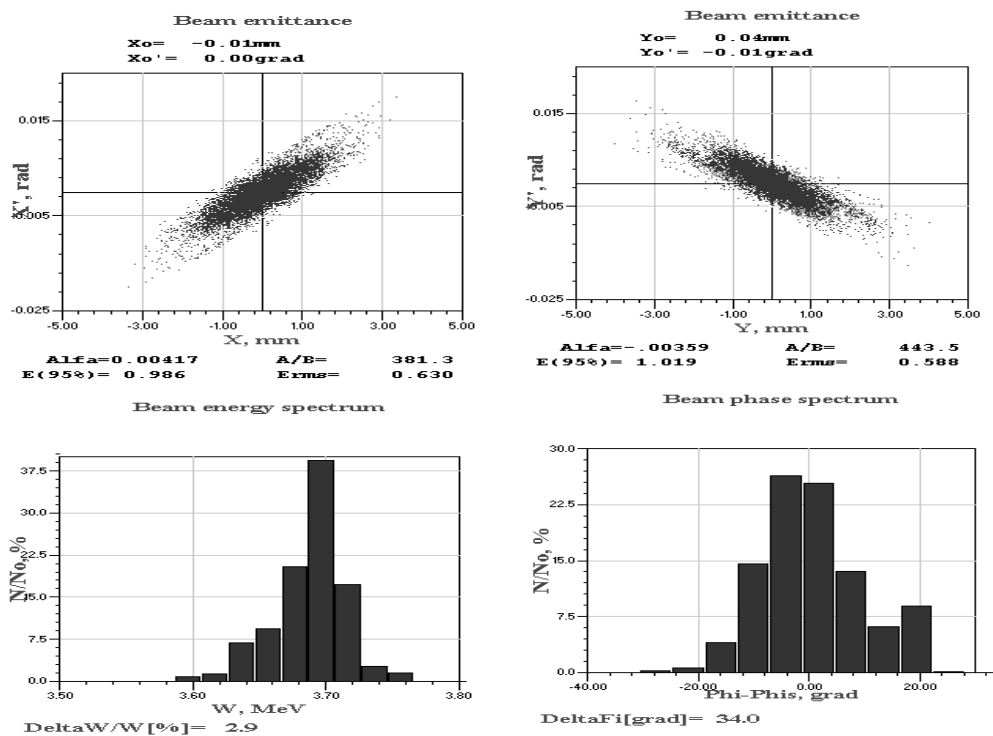 Beam emittance
Xo= -0.01mm
Xo'= 0.00grad
0.015
X', rad
0.005
-0.025
-5.00 -3.00 -1.00 1.00 3.00 5.00
X, mm
Alfa=0.00417 A/B= 381.3
E(95%)= 0.986 Erms= 0.630
Beam emittance
Yo= 0.04mm
Yo'= -0.01grad
0.015
Y', rad
0.005
-0.025
-5.00 -3.00 -1.00 1.00 3.00 5.00
Y, mm
Alfa=-.00359 A/B= 443.5
E(95%)= 1.019 Erms= 0.588
Beam energy spectrum
37.5
30.0
22.5
15.0
7.5
0.0
N/No, %
3.50 3.60 3.70 3.80
W, MeV
DeltaW/W[%]= 2.9
Beam phase spectrum
30.0
22.5
15.0
7.5
0.0
N/No, %
-40.00 -20.00 0.00 20.00
Phi-Phis, grad
DeltaFi[grad]= 34.0